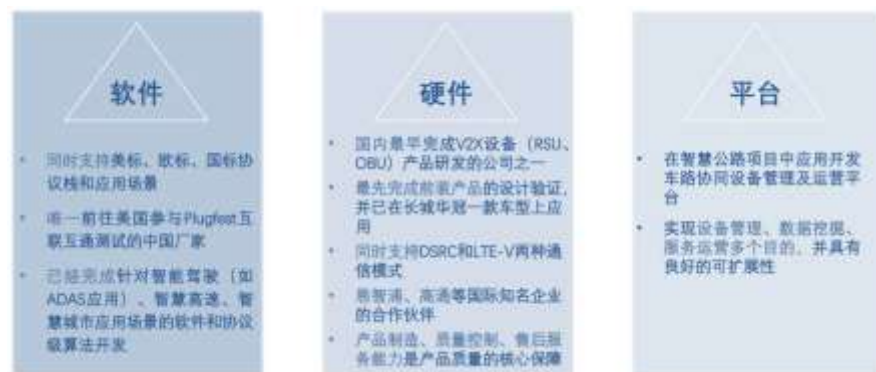 软件
• 同时支持美标、欧标、国标协
议栈和应用场景
• 唯一前往美国参与Plugfest互
联互通测试的中国厂家
• 已经完成针对智能驾驶（如
ADAS应用）、智慧高速、智
慧城市应用场景的软件和协议
级算法开发
硬件
• 国内最早完成V2X设备（RSU、
OBU）产品研发的公司之一
• 最先完成前装产品的设计验证，
并已在长城华冠一款车型上应
用
• 同时支持DSRC和LTE-V两种通
信模式
• 恩智浦、高通等国际知名企业
的合作伙伴
• 产品制造、质量控制、售后服
务能力是产品质量的核心保障
平台
• 在智慧公路项目中应用开发
车路协同设备管理及运营平
台
• 实现设备管理、数据挖掘、
服务运营多个目的，并具有
良好的可扩展性